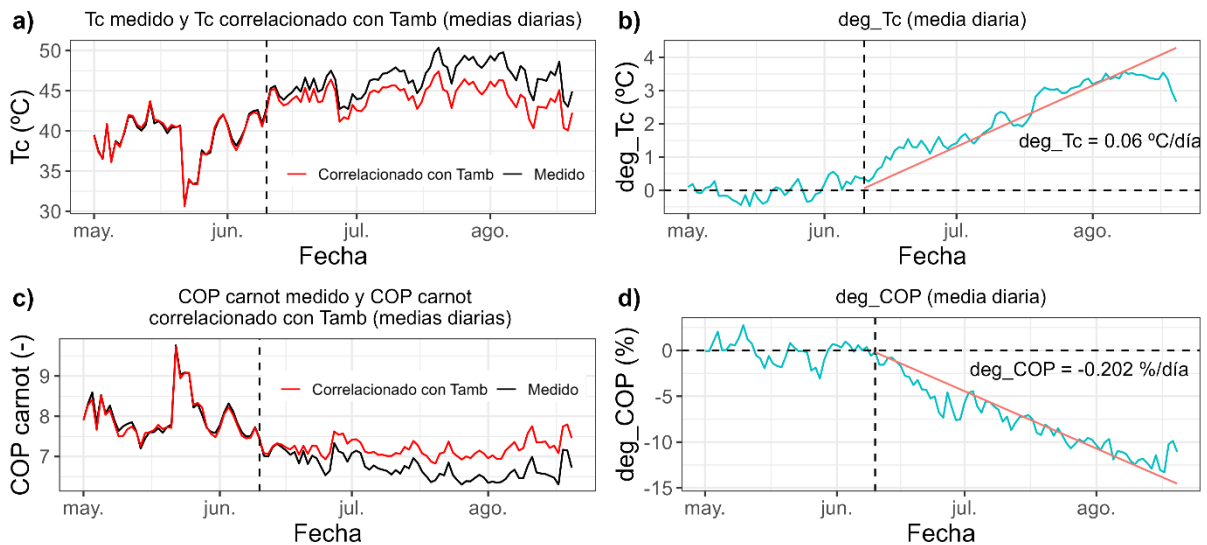 a)
Tc medido y Tc correlacionado con Tamb (medias diarias)
Tc (ºC)
50
45
40
35
30
Correlacionado con Tamb
Medido
may.
jun.
jul.
ago.
Fecha
b)
deg_Tc (media diaria)
deg_Tc (ºC)
4
3
2
1
0
deg_Tc = 0.06 ºC/día
may.
jun.
jul.
ago.
Fecha
c)
COP carnot medido y COP carnot
correlacionado con Tamb (medias diarias)
COP carnot (-)
9
8
7
Correlacionado con Tamb
Medido
may.
jun.
jul.
ago.
Fecha
d)
deg_COP (media diaria)
deg_COP (%)
0
-5
-10
-15
deg_COP = -0.202 %/día
may.
jun.
jul.
ago.
Fecha